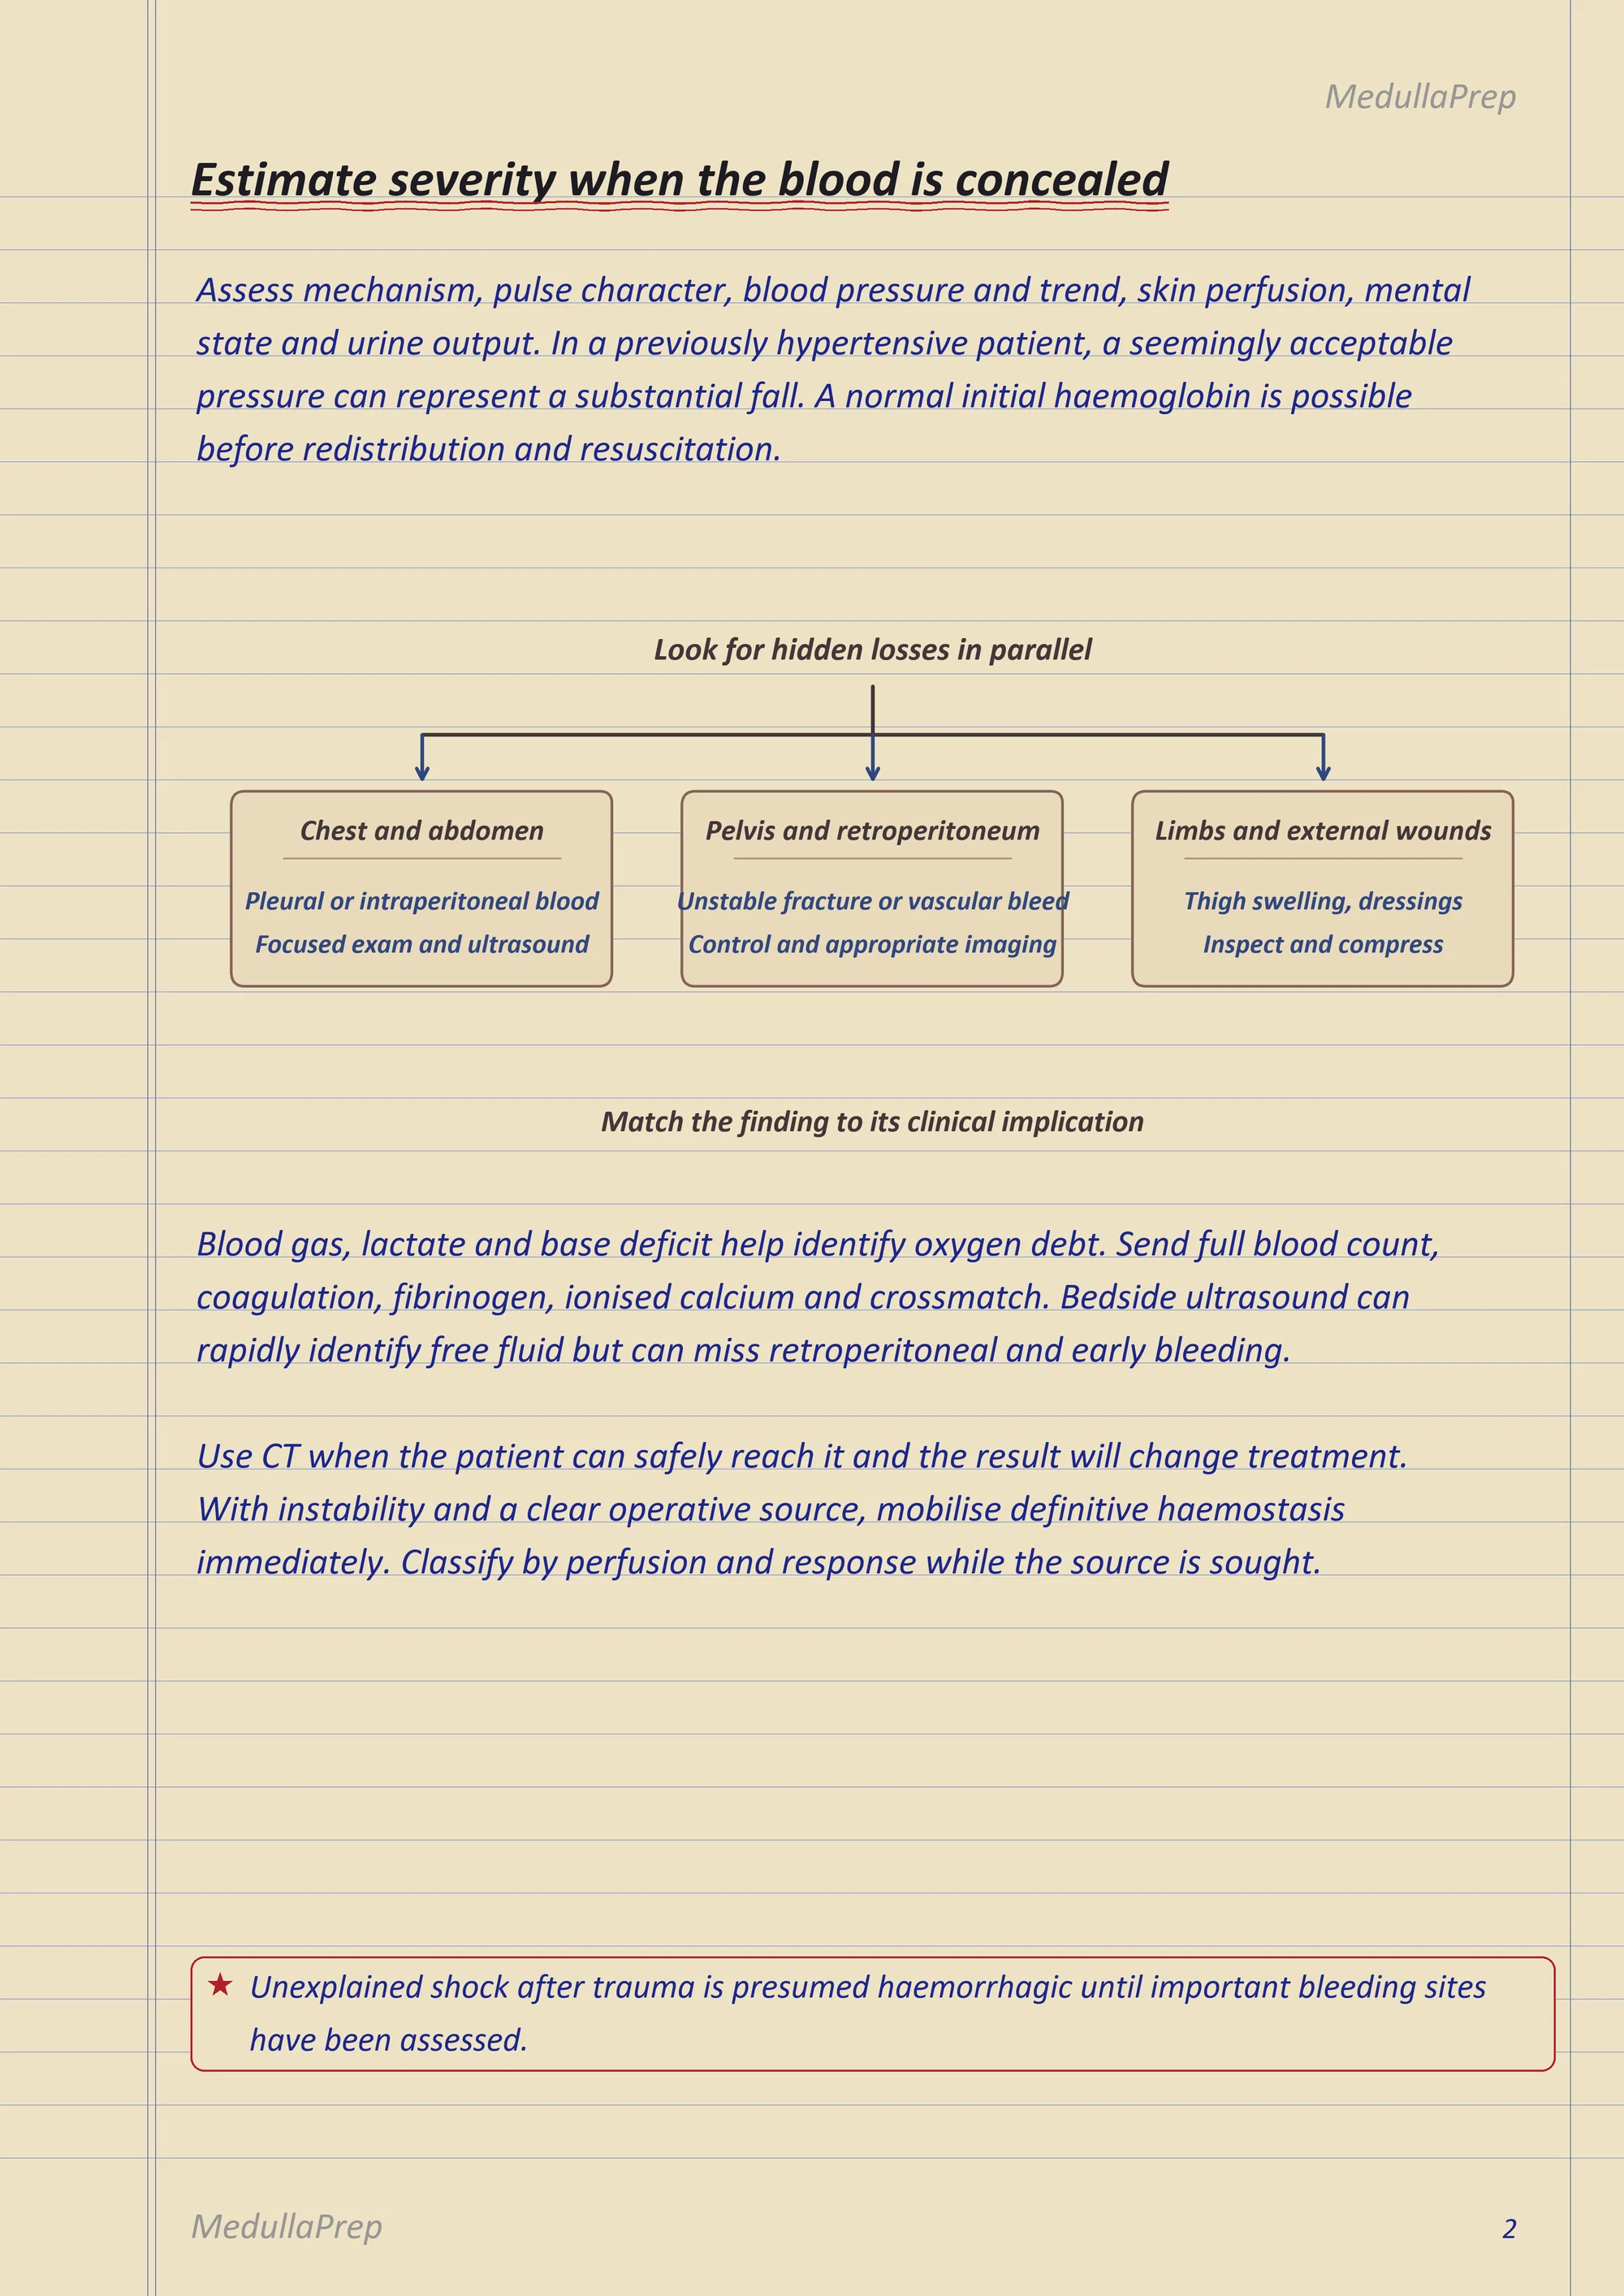 MedullaPrep
Estimate severity when the blood is concealed
Assess mechanism, pulse character, blood pressure and trend, skin perfusion, mental
state and urine output. In a previously hypertensive patient, a seemingly acceptable
pressure can represent a substantial fall. A normal initial haemoglobin is possible
before redistribution and resuscitation.
Look for hidden losses in parallel
Chest and abdomen
Pleural or intraperitoneal blood
Focused exam and ultrasound
Pelvis and retroperitoneum
Unstable fracture or vascular bleed
Control and appropriate imaging
Limbs and external wounds
Thigh swelling, dressings
Inspect and compress
Match the finding to its clinical implication
Blood gas, lactate and base deficit help identify oxygen debt. Send full blood count,
coagulation, fibrinogen, ionised calcium and crossmatch. Bedside ultrasound can
rapidly identify free fluid but can miss retroperitoneal and early bleeding.
Use CT when the patient can safely reach it and the result will change treatment.
With instability and a clear operative source, mobilise definitive haemostasis
immediately. Classify by perfusion and response while the source is sought.
★ Unexplained shock after trauma is presumed haemorrhagic until important bleeding sites
have been assessed.
MedullaPrep
2